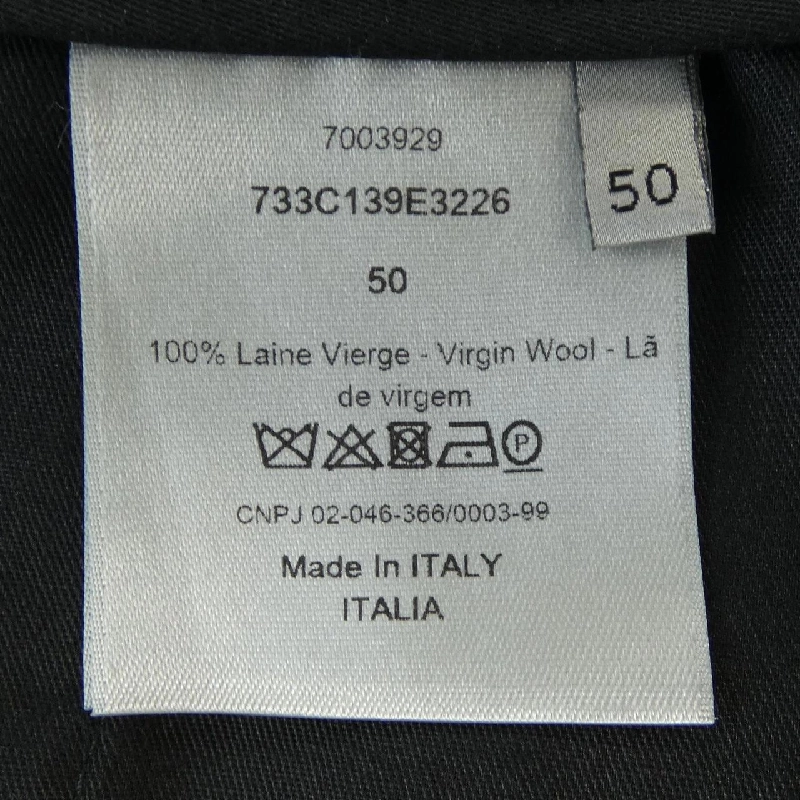 7003929
733C139E3226
50
50
100% Laine Vierge - Virgin Wool - Lã
de virgem
P
CNPJ 02-046-366/0003-99
Made In ITALY
ITALIA